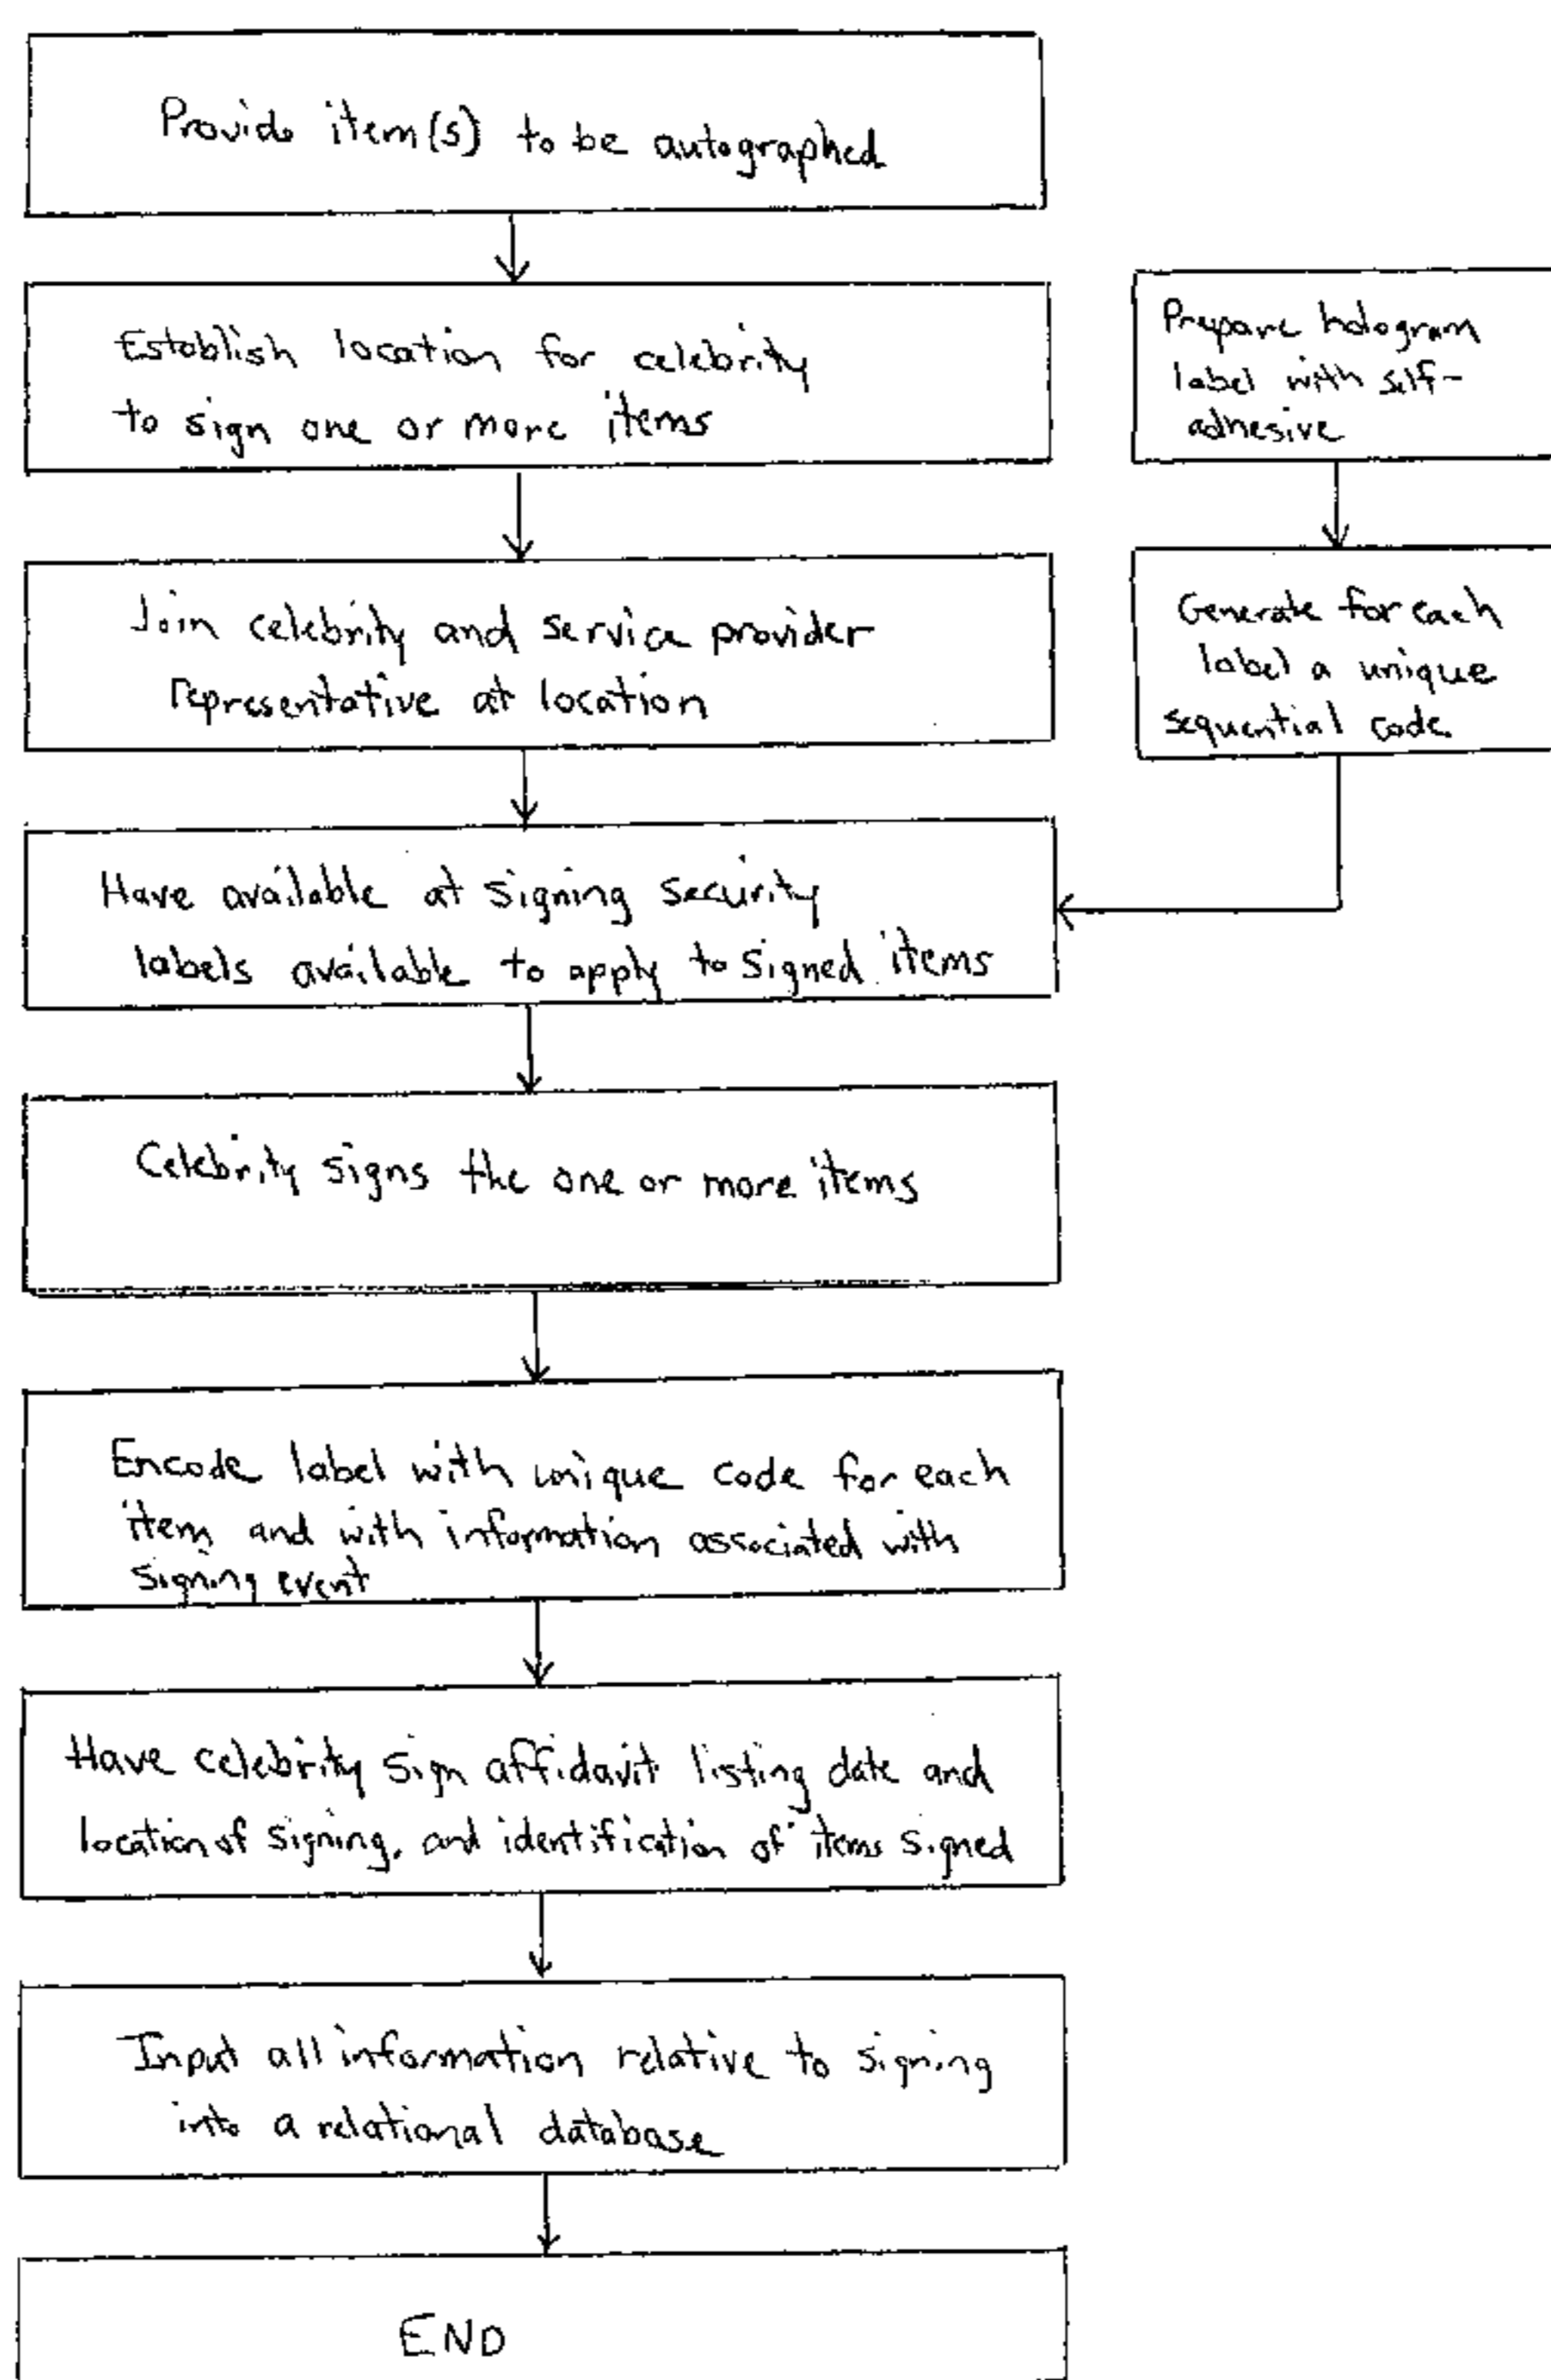 Provide item(s) to be autographed
Establish location for celebrity
to sign one or more items
Prepare hologram
label with self-
adhesive
Join celebrity and service provider
representative at location
Generate for each
label a unique
sequential code
Have available at signing security
labels available to apply to signed items
Celebrity signs the one or more items
Encode label with unique code for each
item and with information associated with
signing event
Have celebrity sign affidavit listing date and
location of signing, and identification of items signed
Input all information relative to signing
into a relational database
END